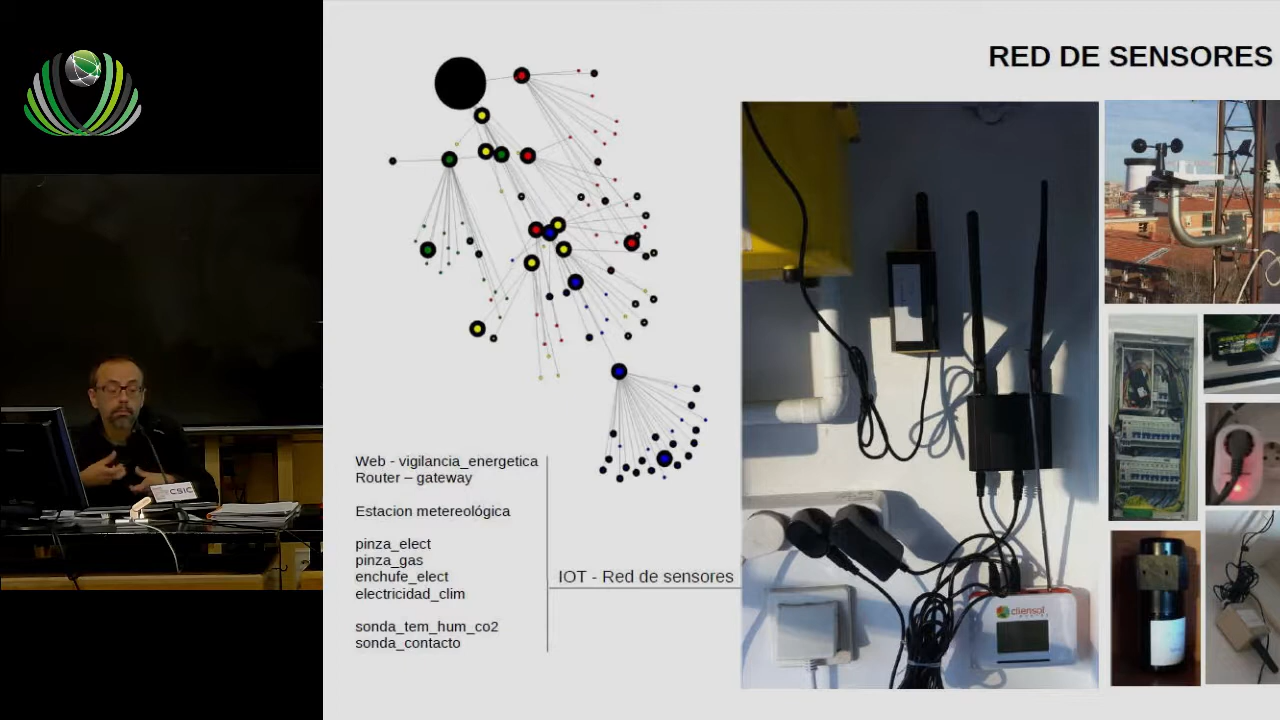 RED DE SENSORES
Web - vigilancia_energetica
Router – gateway
Estacion metereológica
pinza_elect
pinza_gas
enchufe_elect
electricidad_clim
sonda_tem_hum_co2
sonda_contacto
IOT - Red de sensores
cliensol
CSIC